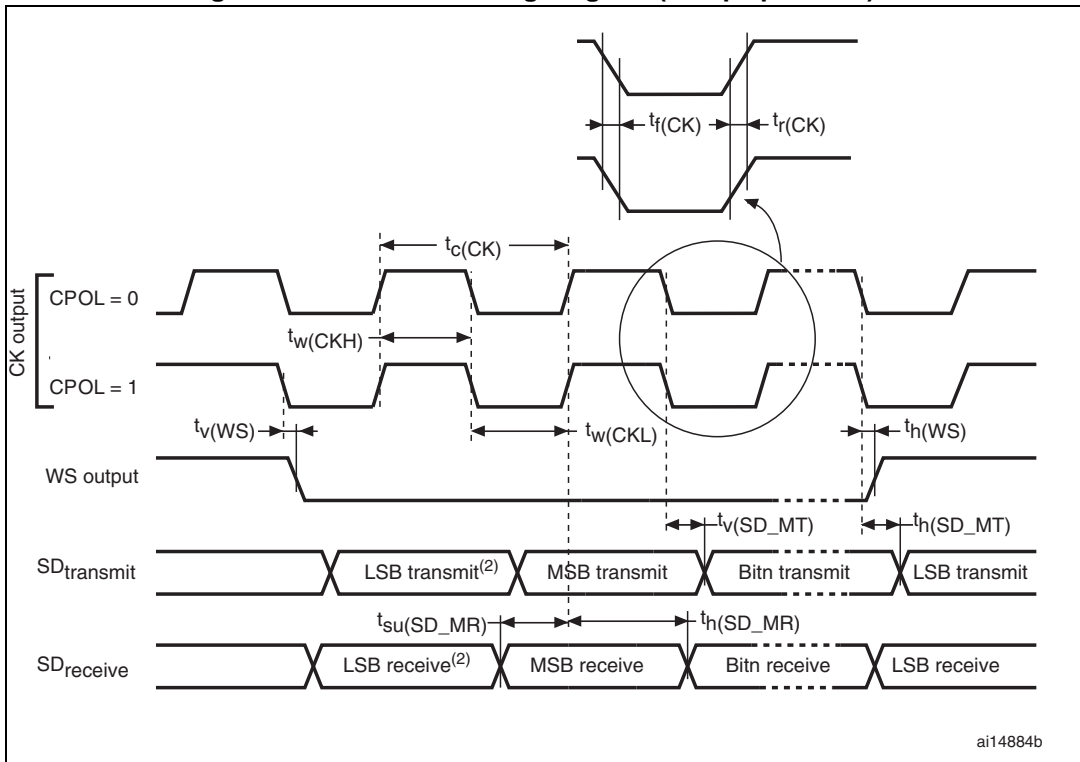 tf(CK)
tr(CK)
tc(CK)
CK output
CPOL = 0
tw(CKH)
CPOL = 1
tv(WS)
tw(CKL)
th(WS)
WS output
tv(SD_MT)
th(SD_MT)
SDtransmit
LSB transmit(2)
MSB transmit
Bitn transmit
LSB transmit
tsu(SD_MR)
th(SD_MR)
SDreceive
LSB receive(2)
MSB receive
Bitn receive
LSB receive
ai14884b